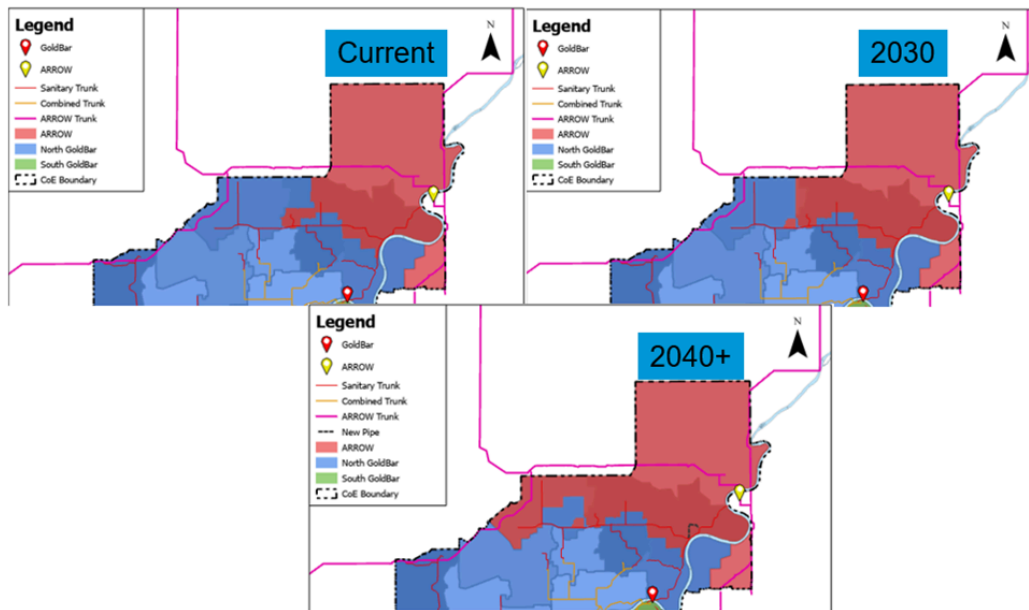 Legend
GoldBar
ARROW
Sanitary Trunk
Combined Trunk
ARROW Trunk
ARROW
North GoldBar
South GoldBar
CoE Boundary
Current
N
Legend
GoldBar
ARROW
Sanitary Trunk
Combined Trunk
ARROW Trunk
ARROW
North GoldBar
South GoldBar
CoE Boundary
2030
N
Legend
GoldBar
ARROW
Sanitary Trunk
Combined Trunk
ARROW Trunk
New Pipe
ARROW
North GoldBar
South GoldBar
CoE Boundary
2040+
N